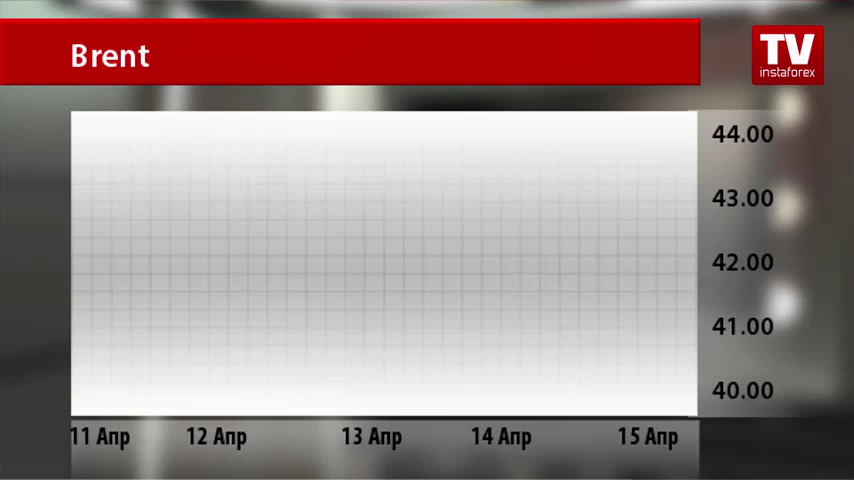 Brent
TV
instaforex
44.00
43.00
42.00
41.00
40.00
11 Апр
12 Апр
13 Апр
14 Апр
15 Апр